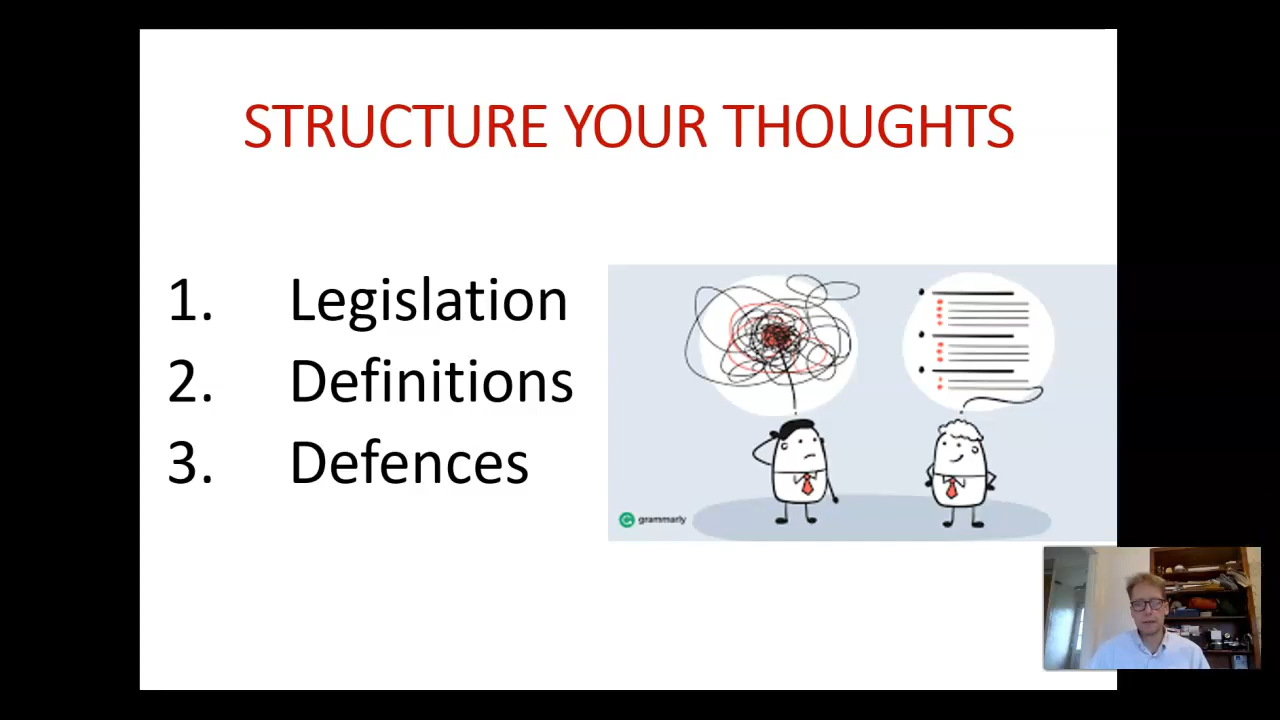 STRUCTURE YOUR THOUGHTS
1. Legislation
2. Definitions
3. Defences
grammarly